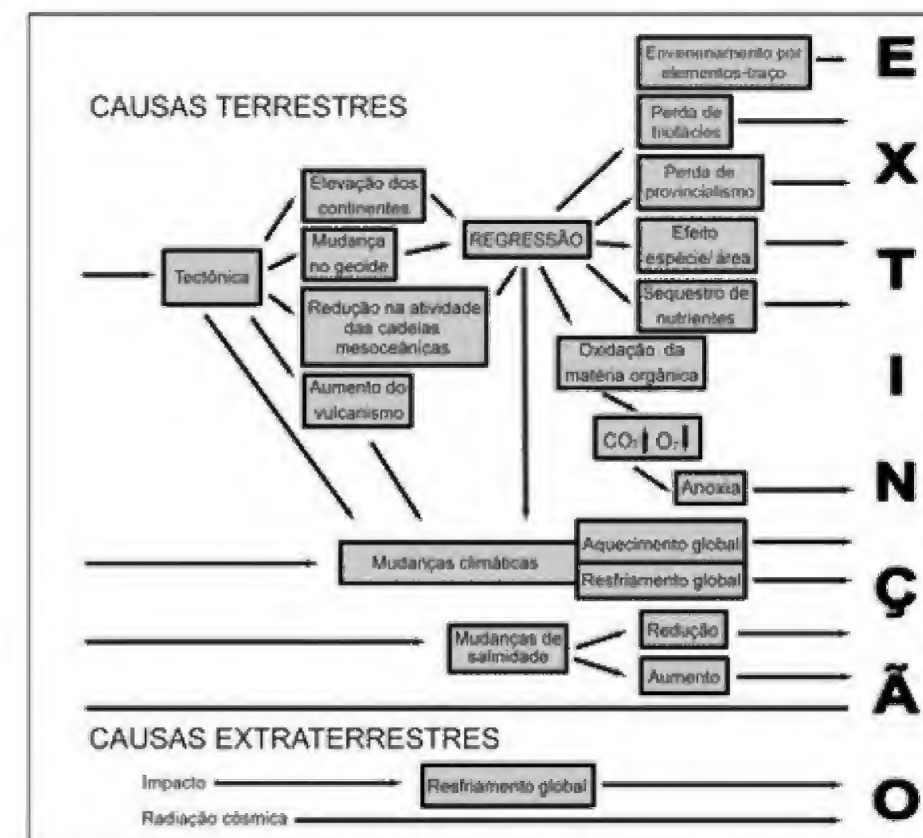 CAUSAS TERRESTRES
Envenenamento por
elementos-traço
Perda de
biofácies
Perda de
provincialismo
Elevação dos
continentes
Mudança
no geoide
REGRESSÃO
Efeito
espécie/ área
Tectônica
Redução na atividade
das cadeias
mesoceânicas
Sequestro de
nutrientes
Oxidação da
matéria orgânica
Aumento do
vulcanismo
CO₂ O₂
Anoxia
Mudanças climáticas
Aquecimento global
Resfriamento global
Mudanças de
salinidade
Redução
Aumento
CAUSAS EXTRATERRESTRES
Impacto
Resfriamento global
Radiação cósmica
E
X
T
I
N
Ç
Ã
O